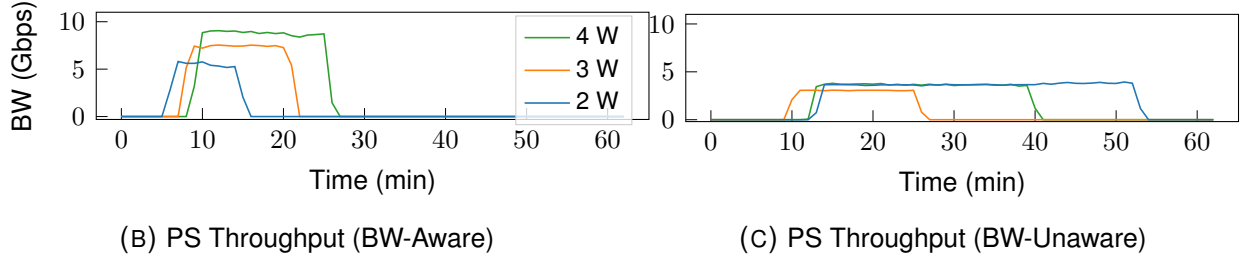 BW (Gbps)
10
5
0
4 W
3 W
2 W
0 10 20 30 40 50 60
Time (min)
(B) PS Throughput (BW-Aware)
10
5
0
0 10 20 30 40 50 60
Time (min)
(C) PS Throughput (BW-Unaware)